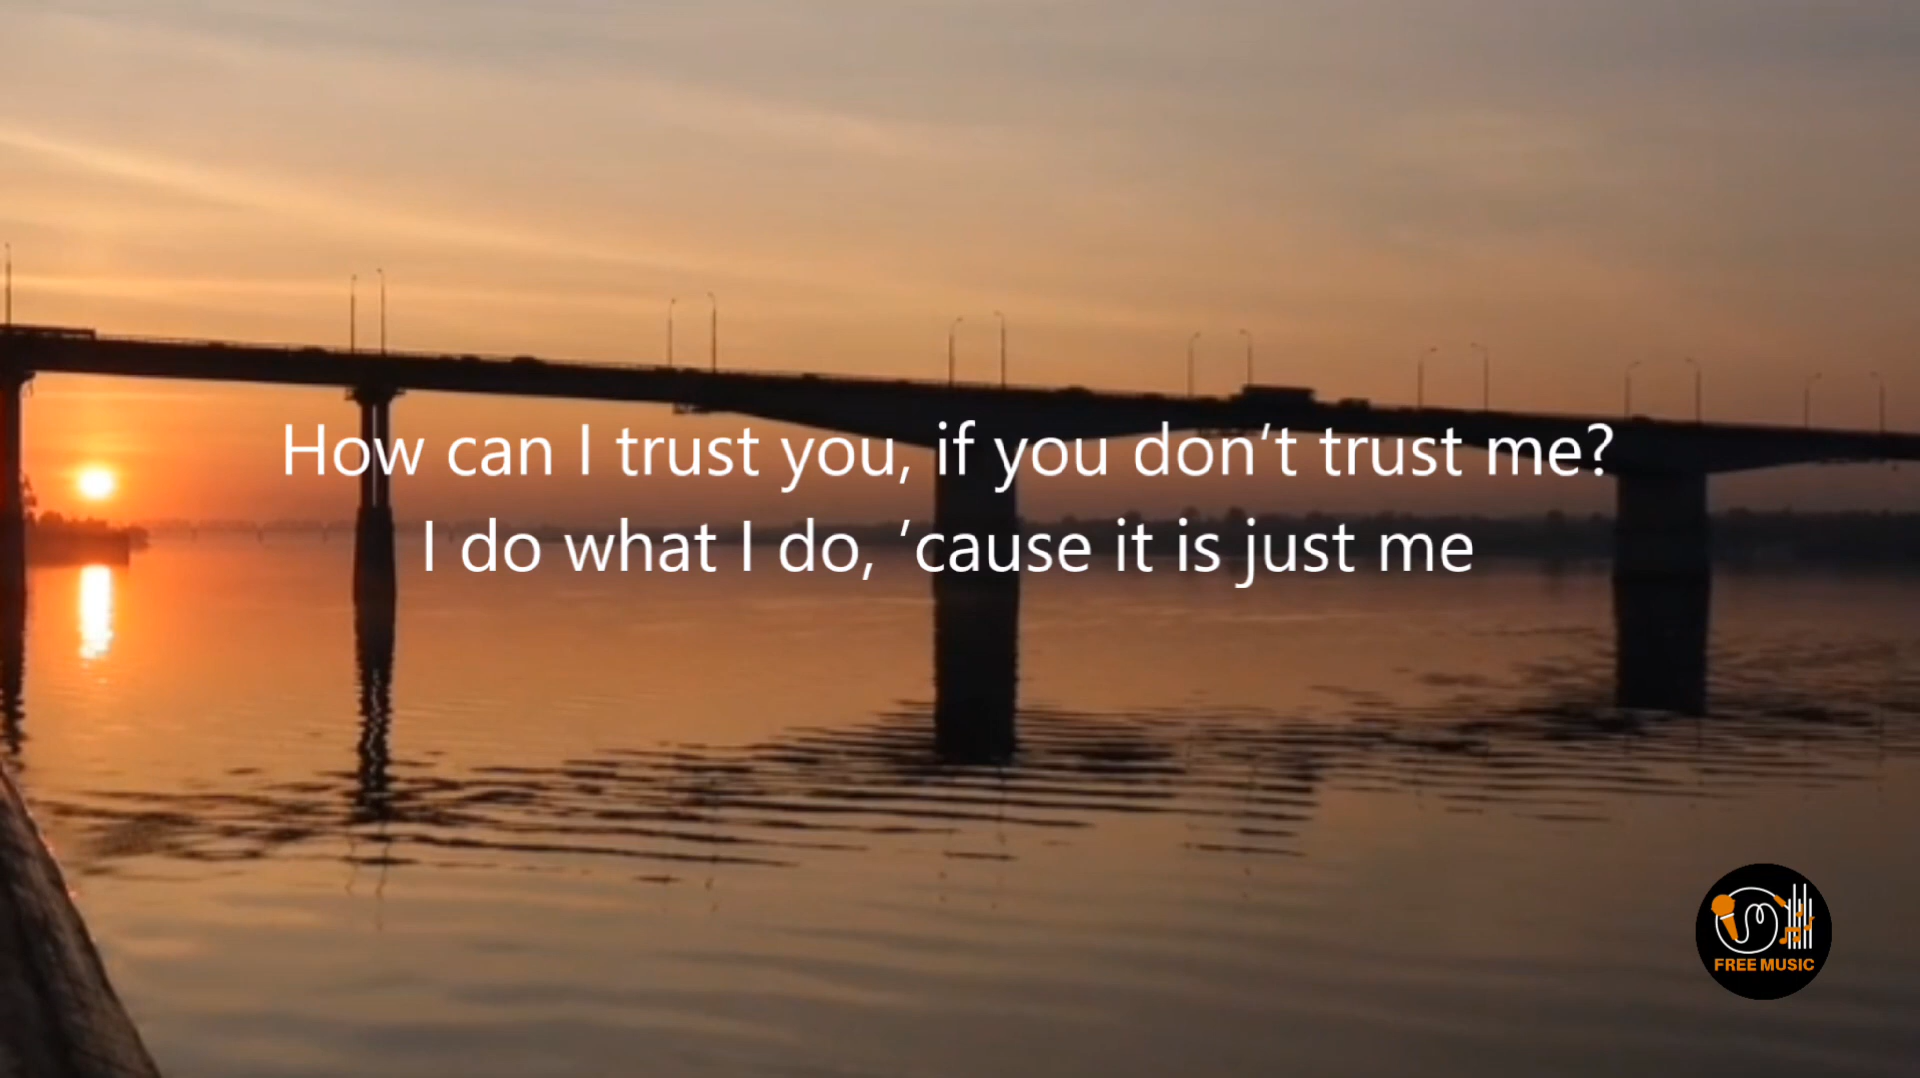 How can I trust you, if you don’t trust me?
I do what I do, ’cause it is just me
FREE MUSIC